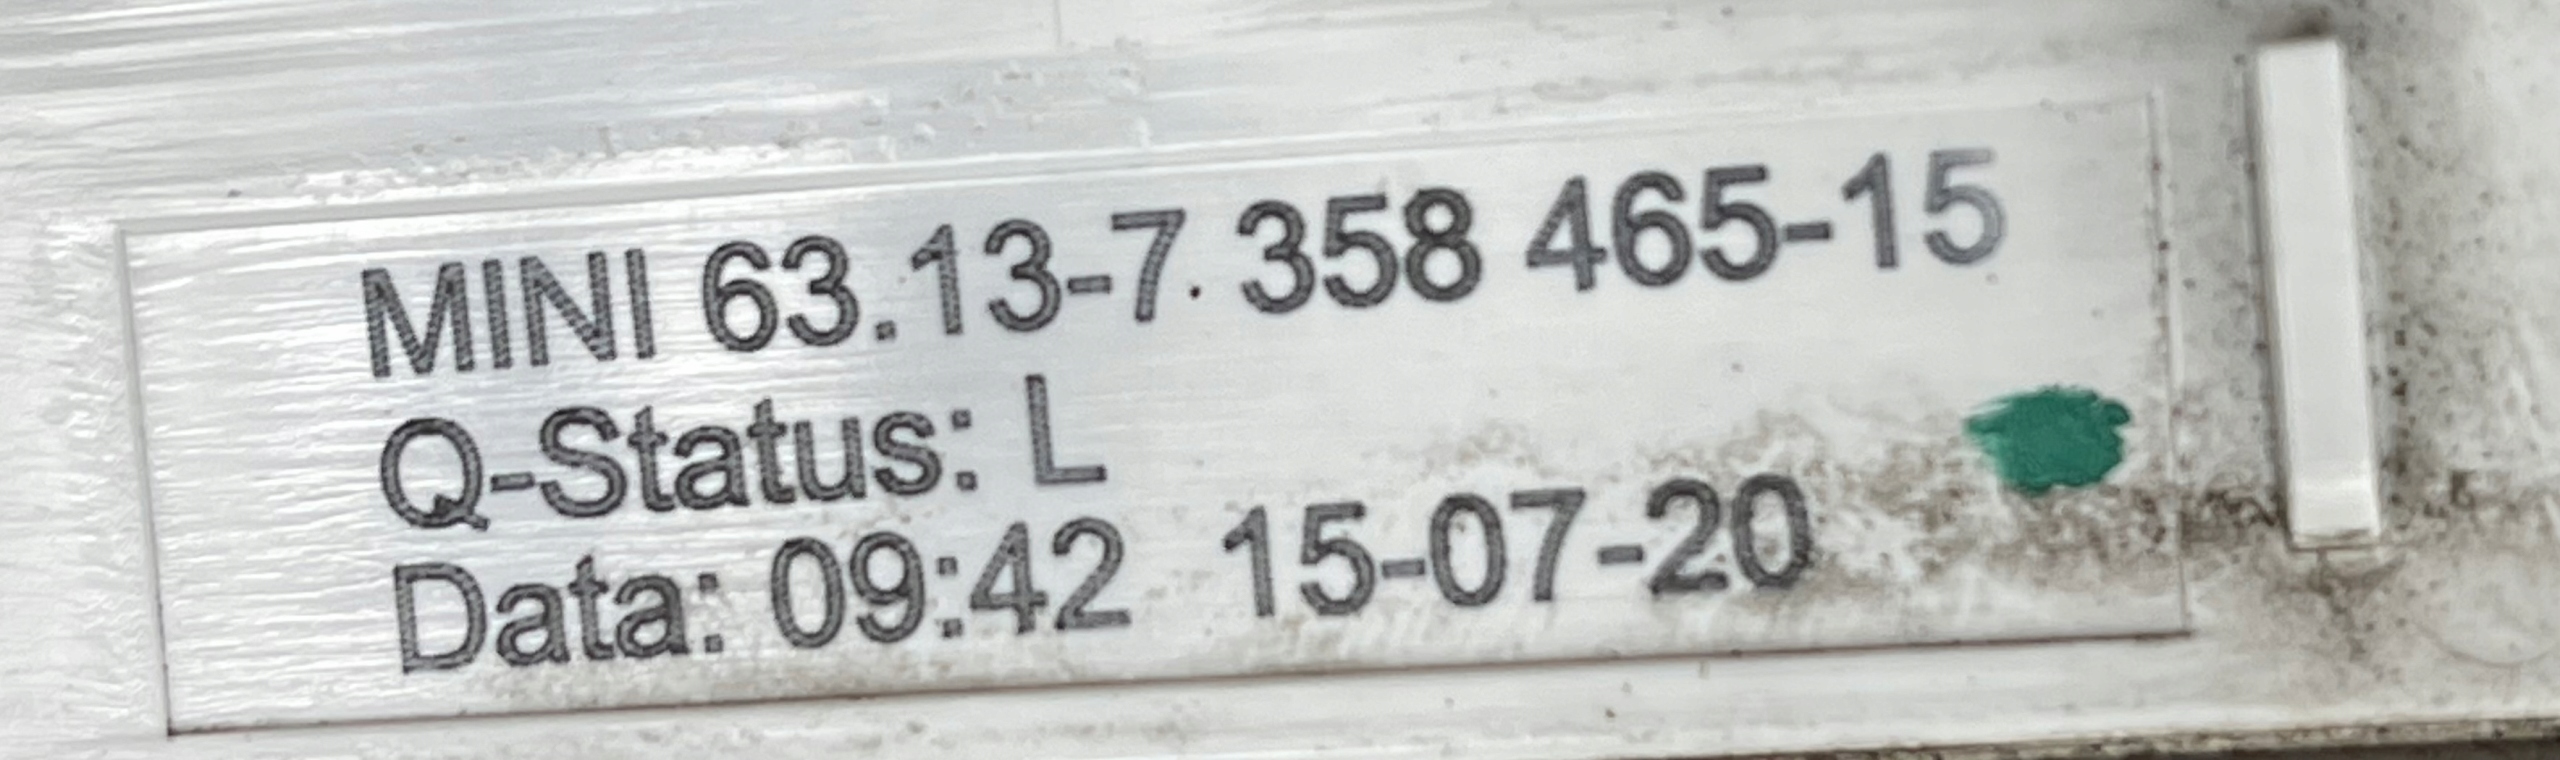 MINI 63.13-7 358 465-15
Q-Status: L
Data: 09:42 15-07-20